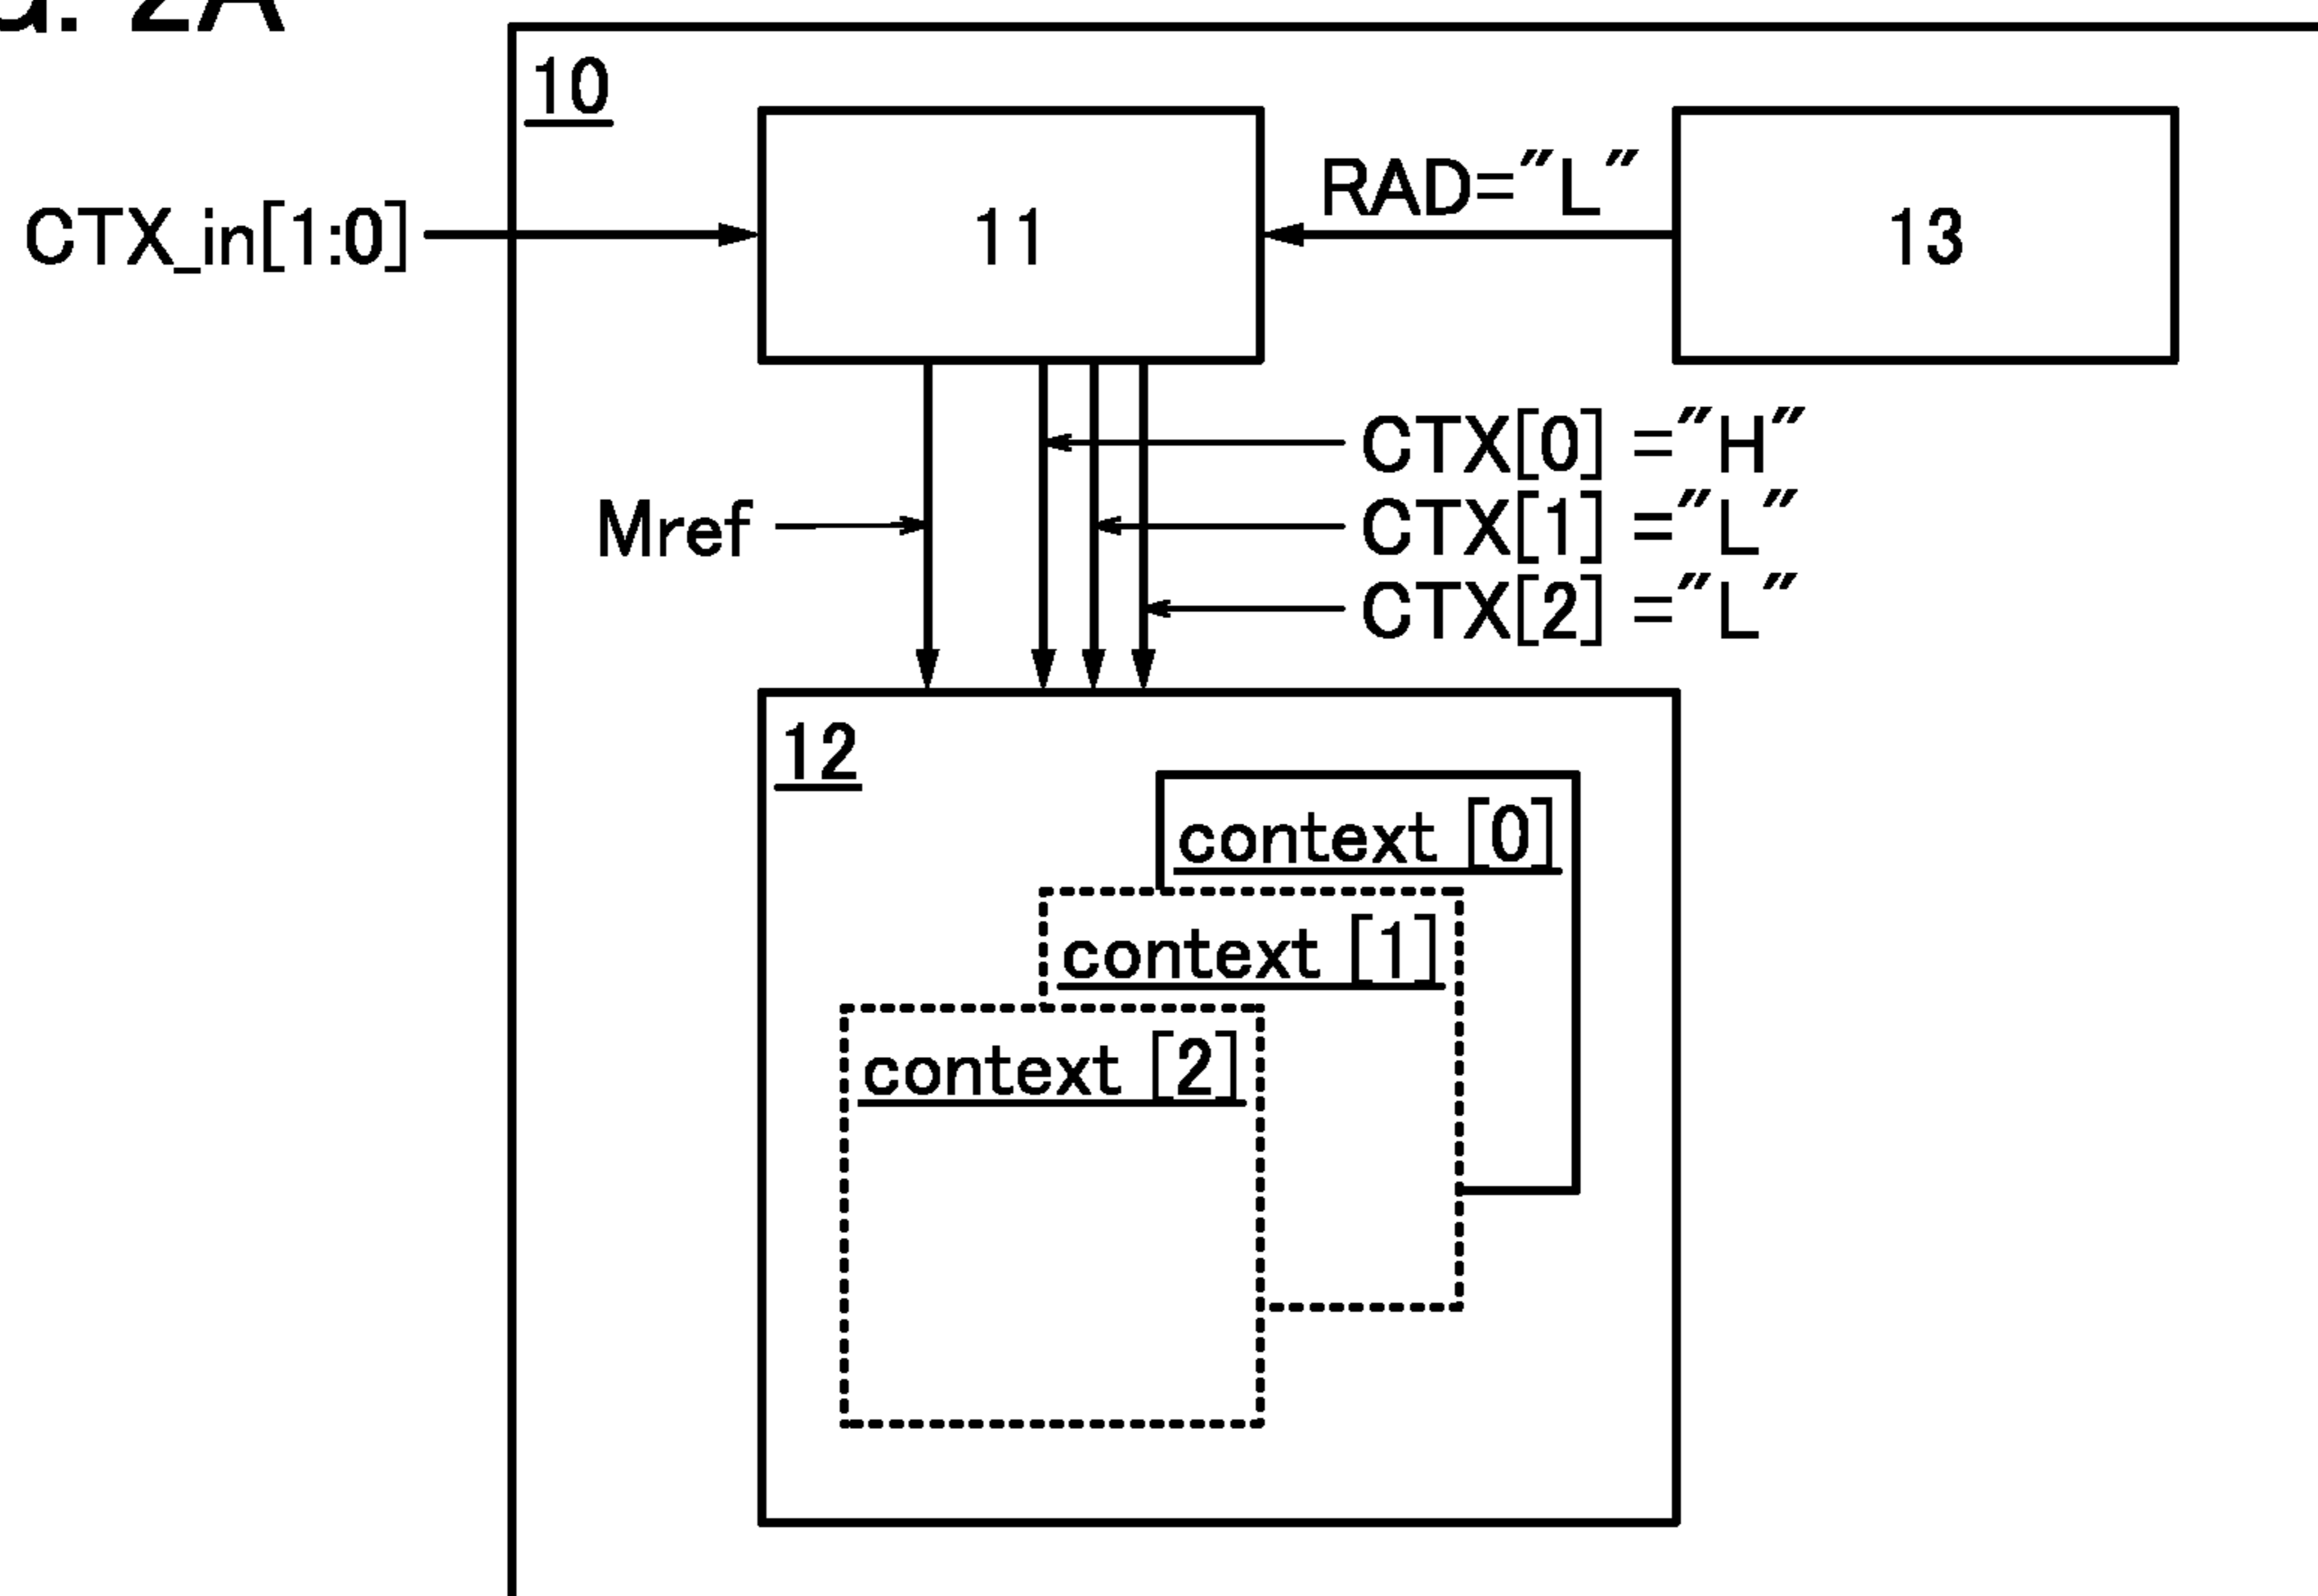 2A
10
CTX_in[1:0]
11
RAD="L"
13
CTX[0] ="H"
Mref
CTX[1] ="L"
CTX[2] ="L"
12
context [0]
context [1]
context [2]